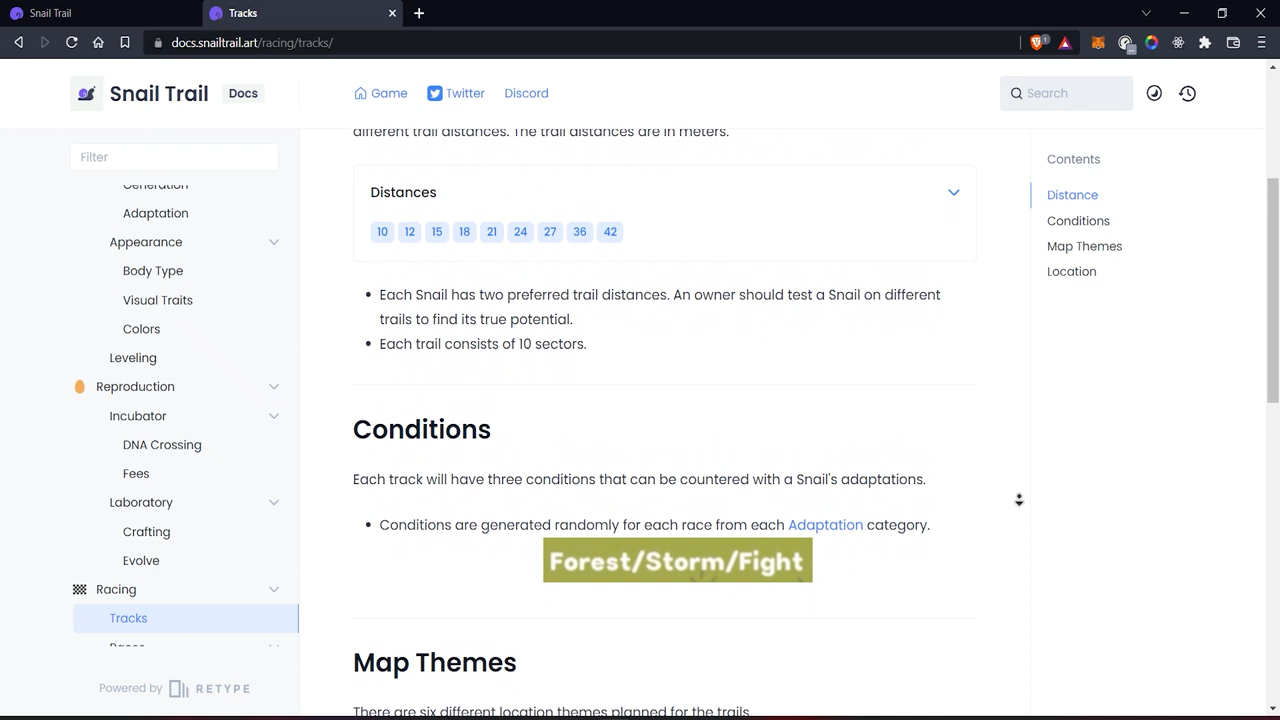 Snail Trail
Tracks
docs.snailtrail.art/racing/tracks/
1
Snail Trail
Docs
Game
Twitter
Discord
Search
Filter
Generation
Adaptation
Appearance
Body Type
Visual Traits
Colors
Leveling
Reproduction
Incubator
DNA Crossing
Fees
Laboratory
Crafting
Evolve
Racing
Tracks
Races
Powered by RETYPE
different trail distances. The trail distances are in meters.
Distances
10 12 15 18 21 24 27 36 42
• Each Snail has two preferred trail distances. An owner should test a Snail on different
trails to find its true potential.
• Each trail consists of 10 sectors.
Conditions
Each track will have three conditions that can be countered with a Snail's adaptations.
• Conditions are generated randomly for each race from each Adaptation category.
Forest/Storm/Fight
Map Themes
There are six different location themes planned for the trails.
Contents
Distance
Conditions
Map Themes
Location